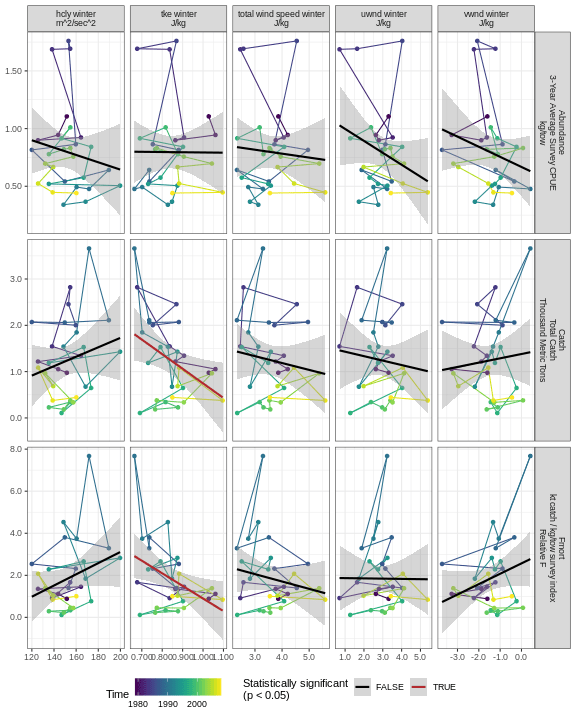 holy winter
m^2/sec^2
tke winter
J/kg
total wind speed winter
J/kg
uwnd winter
J/kg
vwnd winter
J/kg
1.50
1.00
0.50
Abundance
3-Year Average Survey CPUE
kg/tow
3.0
2.0
1.0
0.0
Catch
Total Catch
Thousand Metric Tons
8.0
6.0
4.0
2.0
0.0
Fmort
kt catch / kg/tow survey index
Relative F
120 140 160 180 200
0.700 0.800 0.900 1.000 1.100
3.0 4.0 5.0
1.0 2.0 3.0 4.0 5.0
-3.0 -2.0 -1.0 0.0
Time
1980 1990 2000
Statistically significant
(p < 0.05)
FALSE
TRUE